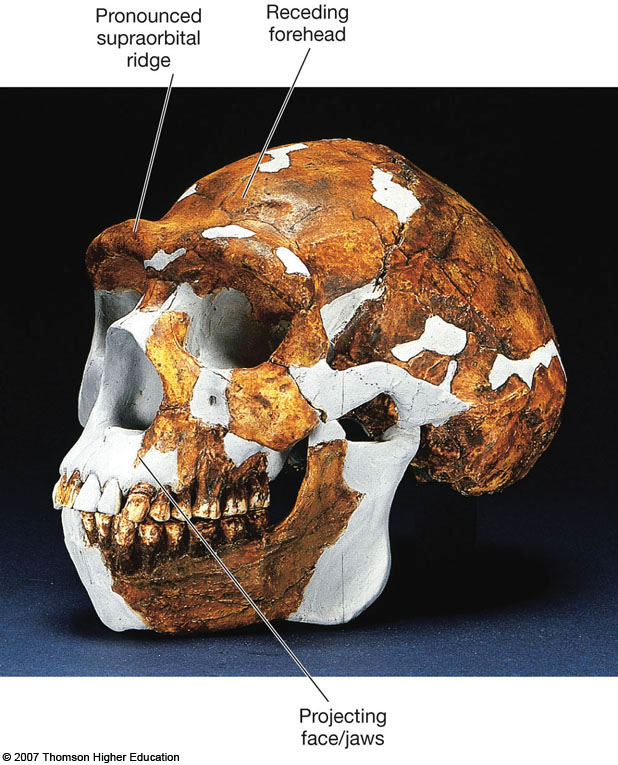 Pronounced
supraorbital
ridge
Receding
forehead
Projecting
face/jaws
© 2007 Thomson Higher Education